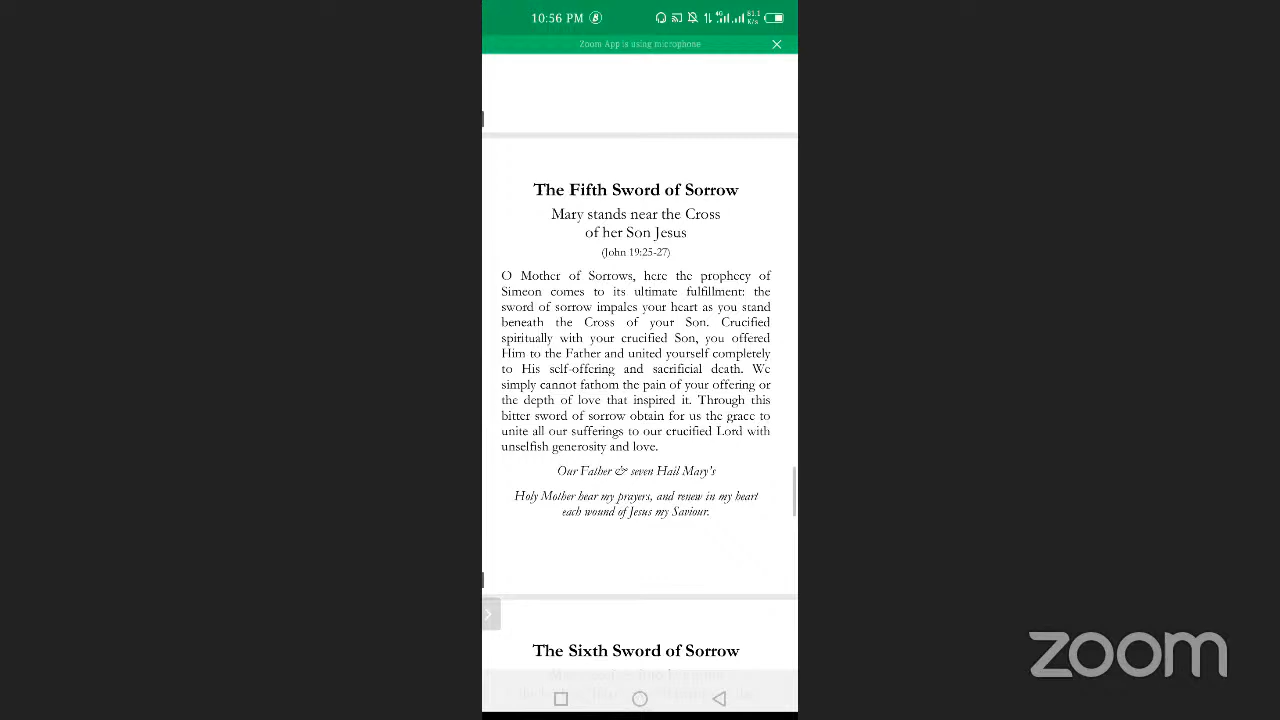 10:56 PM
4G
81.1
K/s
Zoom App is using microphone
The Fifth Sword of Sorrow
Mary stands near the Cross
of her Son Jesus
(John 19:25-27)
O Mother of Sorrows, here the prophecy of
Simeon comes to its ultimate fulfillment: the
sword of sorrow impales your heart as you stand
beneath the Cross of your Son. Crucified
spiritually with your crucified Son, you offered
Him to the Father and united yourself completely
to His self-offering and sacrificial death. We
simply cannot fathom the pain of your offering or
the depth of love that inspired it. Through this
bitter sword of sorrow obtain for us the grace to
unite all our sufferings to our crucified Lord with
unselfish generosity and love.
Our Father & seven Hail Mary's
Holy Mother hear my prayers, and renew in my heart
each wound of Jesus my Saviour.
The Sixth Sword of Sorrow
zoom